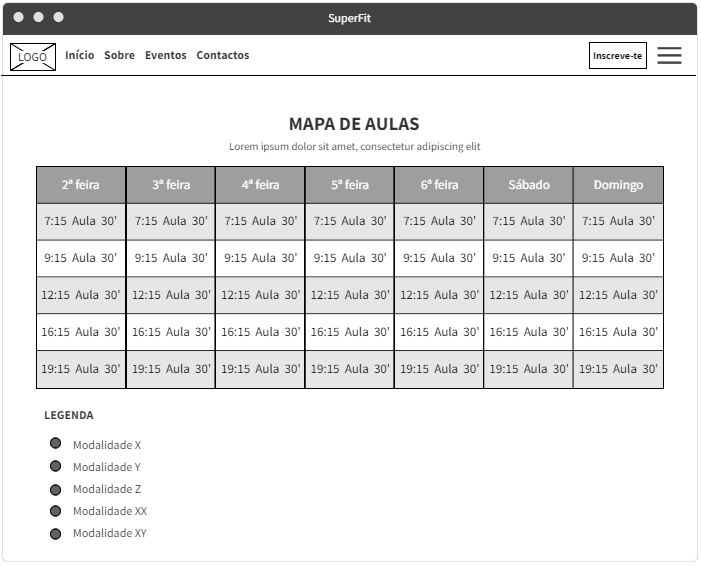 SuperFit
LOGO Início Sobre Eventos Contactos Inscreve-te
MAPA DE AULAS
Lorem ipsum dolor sit amet, consectetur adipiscing elit
2ª feira 3ª feira 4ª feira 5ª feira 6ª feira Sábado Domingo
7:15 Aula 30' 7:15 Aula 30' 7:15 Aula 30' 7:15 Aula 30' 7:15 Aula 30' 7:15 Aula 30' 7:15 Aula 30'
9:15 Aula 30' 9:15 Aula 30' 9:15 Aula 30' 9:15 Aula 30' 9:15 Aula 30' 9:15 Aula 30' 9:15 Aula 30'
12:15 Aula 30' 12:15 Aula 30' 12:15 Aula 30' 12:15 Aula 30' 12:15 Aula 30' 12:15 Aula 30' 12:15 Aula 30'
16:15 Aula 30' 16:15 Aula 30' 16:15 Aula 30' 16:15 Aula 30' 16:15 Aula 30' 16:15 Aula 30' 16:15 Aula 30'
19:15 Aula 30' 19:15 Aula 30' 19:15 Aula 30' 19:15 Aula 30' 19:15 Aula 30' 19:15 Aula 30' 19:15 Aula 30'
LEGENDA
Modalidade X
Modalidade Y
Modalidade Z
Modalidade XX
Modalidade XY